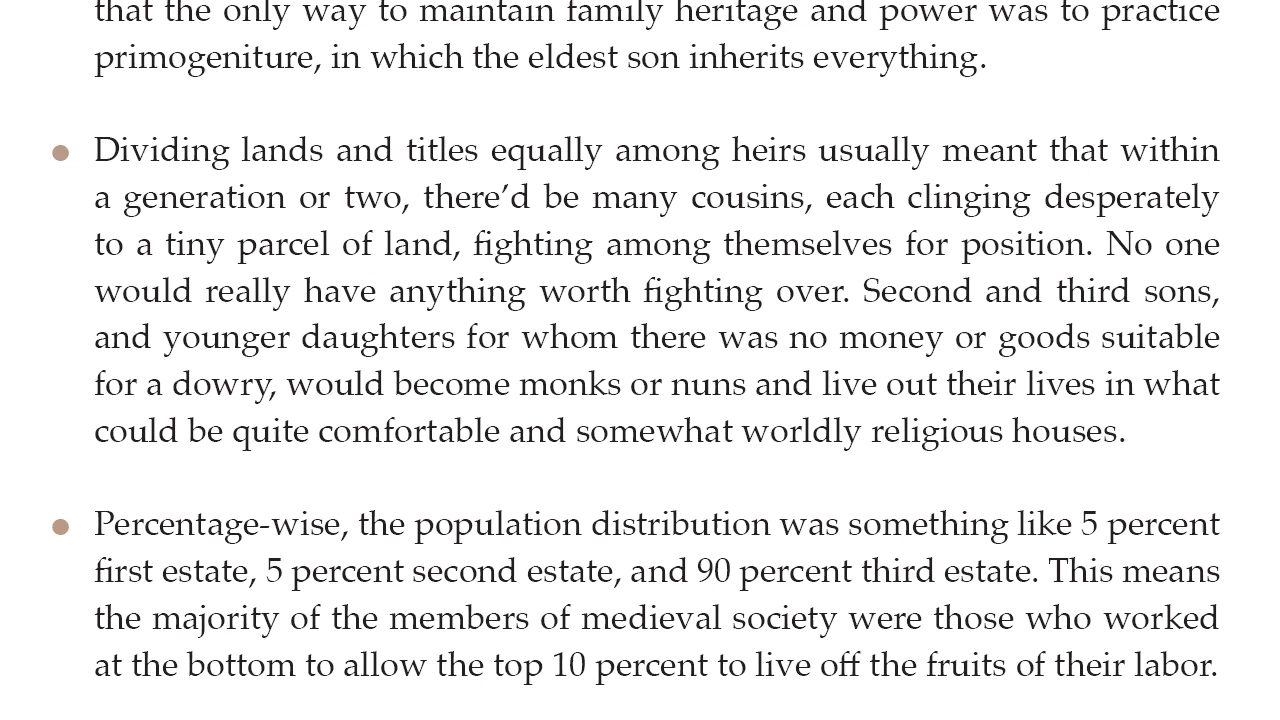 that the only way to maintain family heritage and power was to practice
primogeniture, in which the eldest son inherits everything.
● Dividing lands and titles equally among heirs usually meant that within
a generation or two, there’d be many cousins, each clinging desperately
to a tiny parcel of land, fighting among themselves for position. No one
would really have anything worth fighting over. Second and third sons,
and younger daughters for whom there was no money or goods suitable
for a dowry, would become monks or nuns and live out their lives in what
could be quite comfortable and somewhat worldly religious houses.
● Percentage-wise, the population distribution was something like 5 percent
first estate, 5 percent second estate, and 90 percent third estate. This means
the majority of the members of medieval society were those who worked
at the bottom to allow the top 10 percent to live off the fruits of their labor.